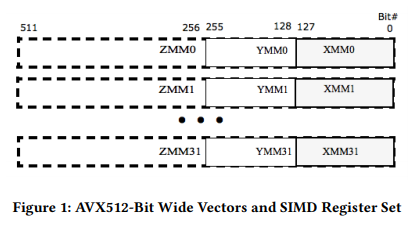 Bit#
511 256 255 128 127 0
ZMM0 YMM0 XMM0
ZMM1 YMM1 XMM1
• • •
ZMM31 YMM31 XMM31
Figure 1: AVX512-Bit Wide Vectors and SIMD Register Set